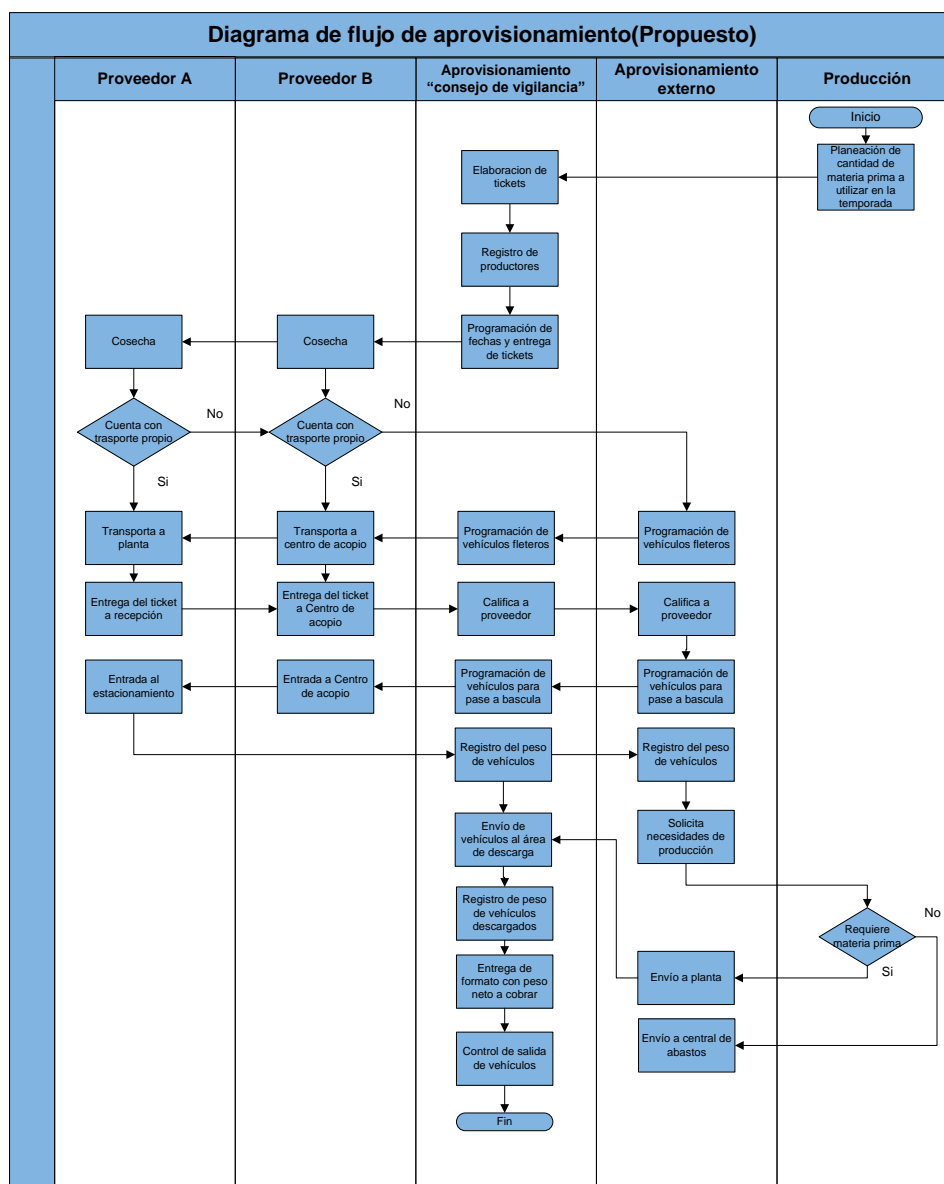 Diagrama de flujo de aprovisionamiento(Propuesto)
Proveedor A
Proveedor B
Aprovisionamiento
“consejo de vigilancia”
Aprovisionamiento
externo
Producción
Inicio
Planeación de
cantidad de
materia prima a
utilizar en la
temporada
Elaboracion de
tickets
Registro de
productores
Programación de
fechas y entrega
de tickets
Cosecha
Cosecha
Cuenta con
trasporte propio
No
Si
Cuenta con
trasporte propio
No
Si
Transporta a
planta
Transporta a
centro de acopio
Programación de
vehículos fleteros
Programación de
vehículos fleteros
Entrega del ticket
a recepción
Entrega del ticket
a Centro de
acopio
Califica a
proveedor
Califica a
proveedor
Entrada al
estacionamiento
Entrada a Centro
de acopio
Programación de
vehículos para
pase a bascula
Programación de
vehículos para
pase a bascula
Registro del peso
de vehículos
Registro del peso
de vehículos
Envío de
vehículos al área
de descarga
Solicita
necesidades de
producción
Registro de peso
de vehículos
descargados
Requiere
materia prima
No
Si
Entrega de
formato con peso
neto a cobrar
Envío a planta
Control de salida
de vehículos
Envío a central de
abastos
Fin